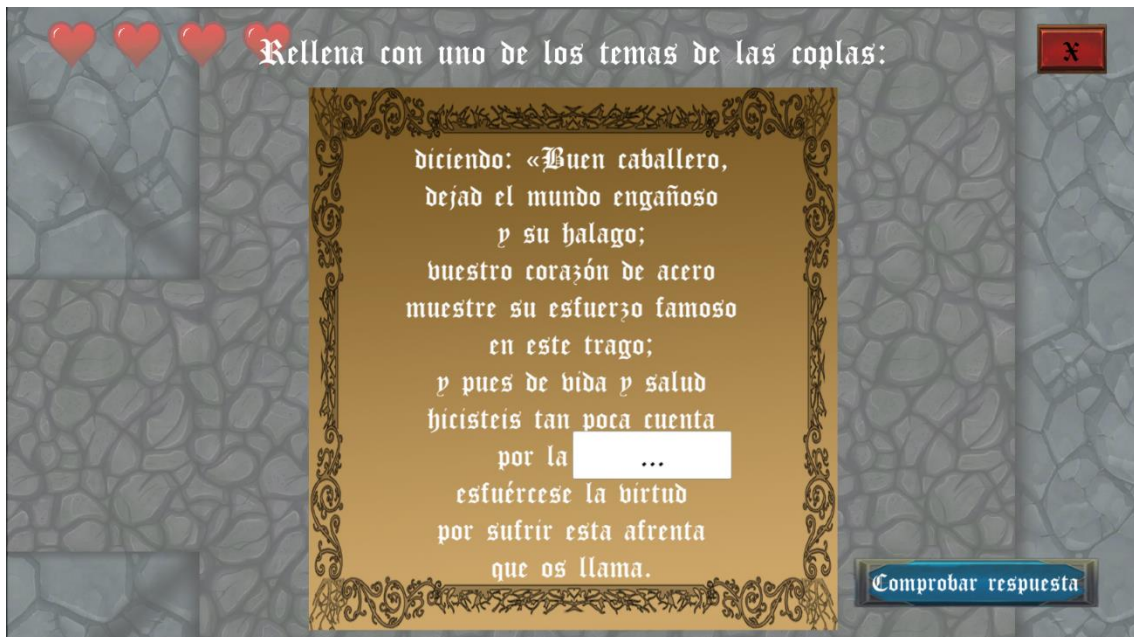 Rellena con uno de los temas de las coplas:
X
diciendo: «Buen caballero,
dejad el mundo engañoso
y su halago;
vuestro corazón de acero
muestre su esfuerzo famoso
en este trago;
y pues de vida y salud
hicisteis tan poca cuenta
por la ...
esfuércese la virtud
por sufrir esta afrenta
que os llama.
Comprobar respuesta